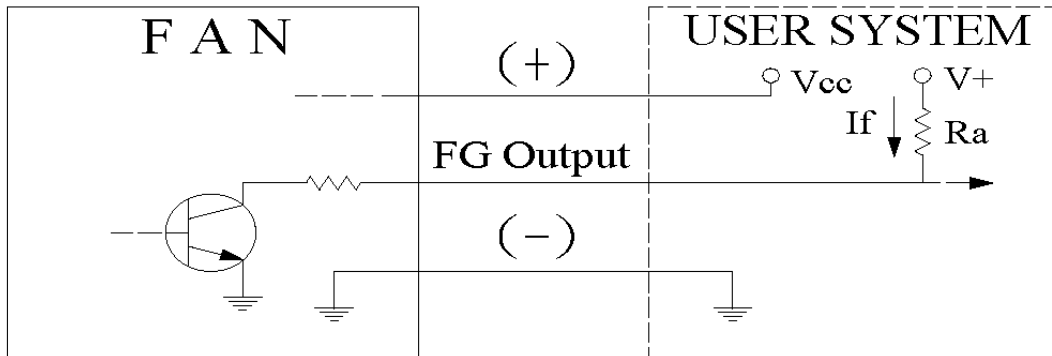 F A N
USER SYSTEM
(+)
Vcc
V+
If
Ra
FG Output
(-)